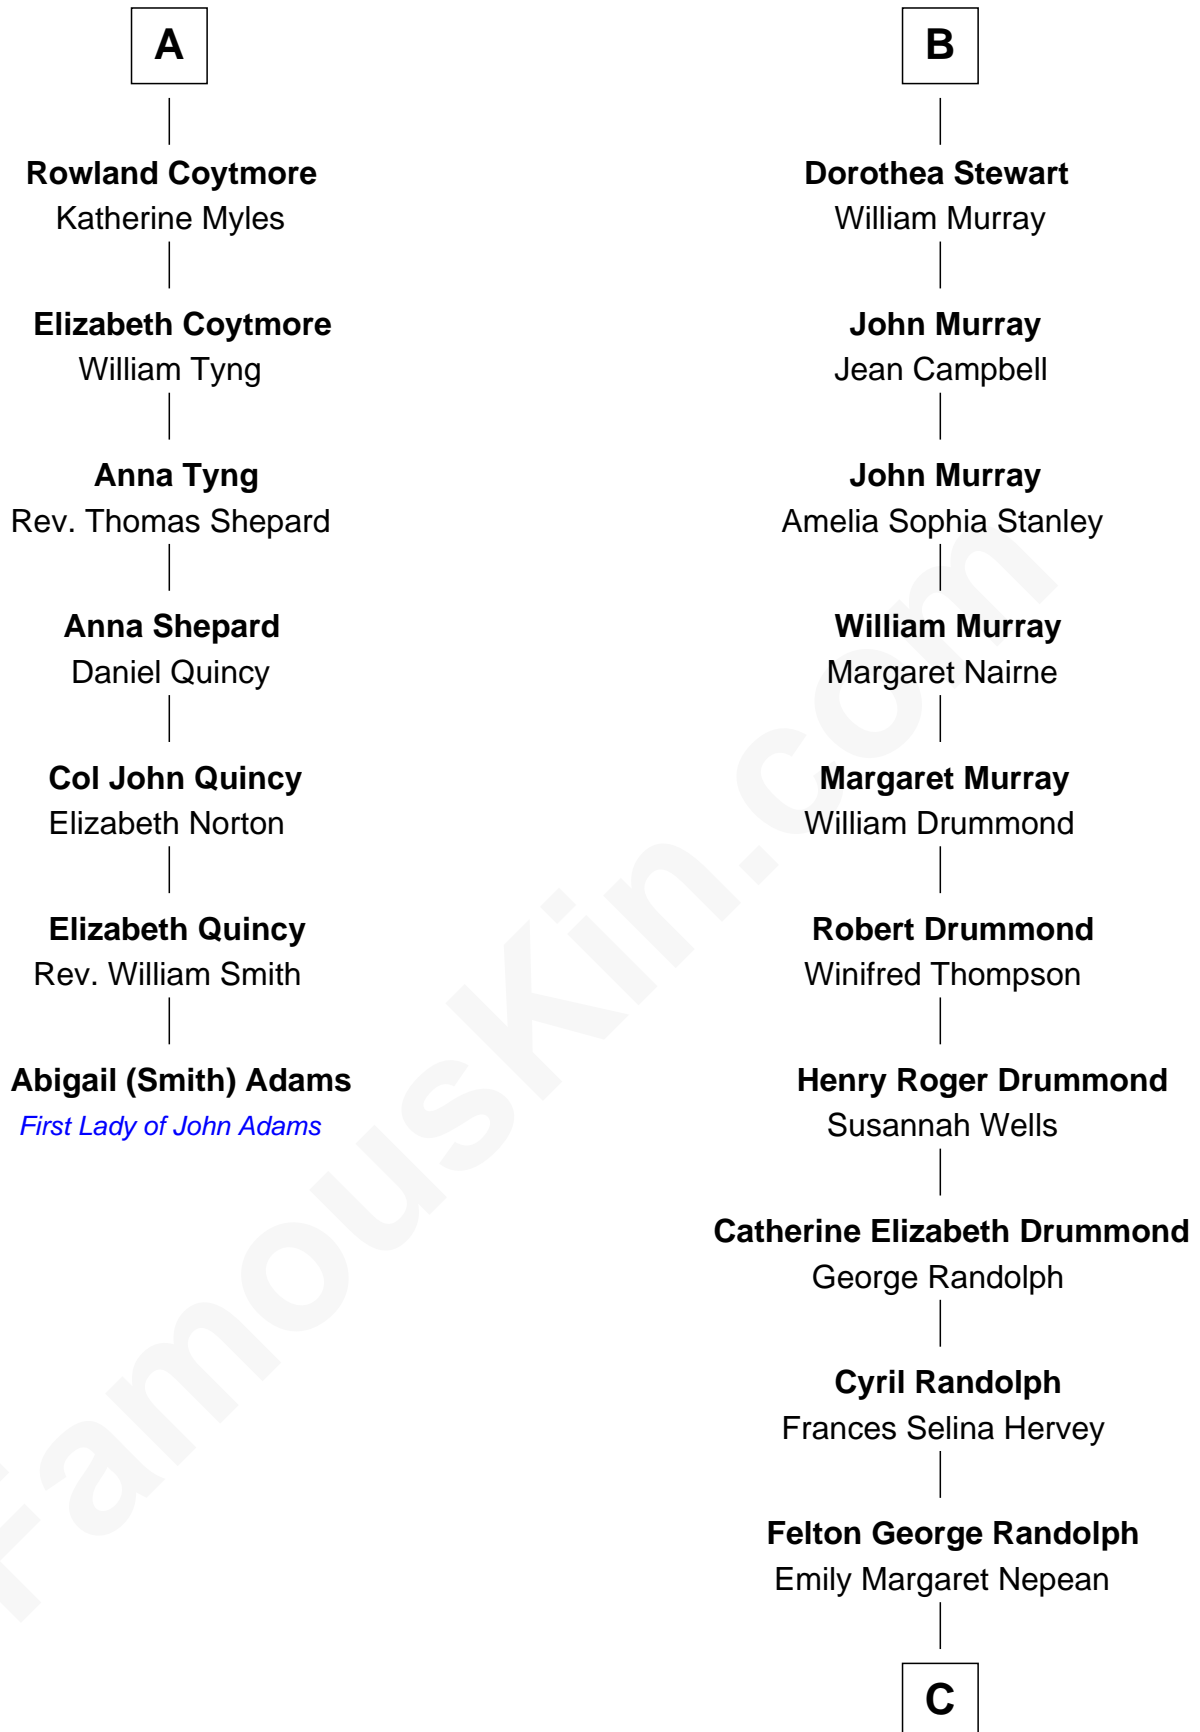 A
Rowland Coytmore
Katherine Myles
Elizabeth Coytmore
William Tyng
Anna Tyng
Rev. Thomas Shepard
Anna Shepard
Daniel Quincy
Col John Quincy
Elizabeth Norton
Elizabeth Quincy
Rev. William Smith
Abigail (Smith) Adams
First Lady of John Adams
B
Dorothea Stewart
William Murray
John Murray
Jean Campbell
John Murray
Amelia Sophia Stanley
William Murray
Margaret Nairne
Margaret Murray
William Drummond
Robert Drummond
Winifred Thompson
Henry Roger Drummond
Susannah Wells
Catherine Elizabeth Drummond
George Randolph
Cyril Randolph
Frances Selina Hervey
Felton George Randolph
Emily Margaret Nepean
C
FamousKin.com